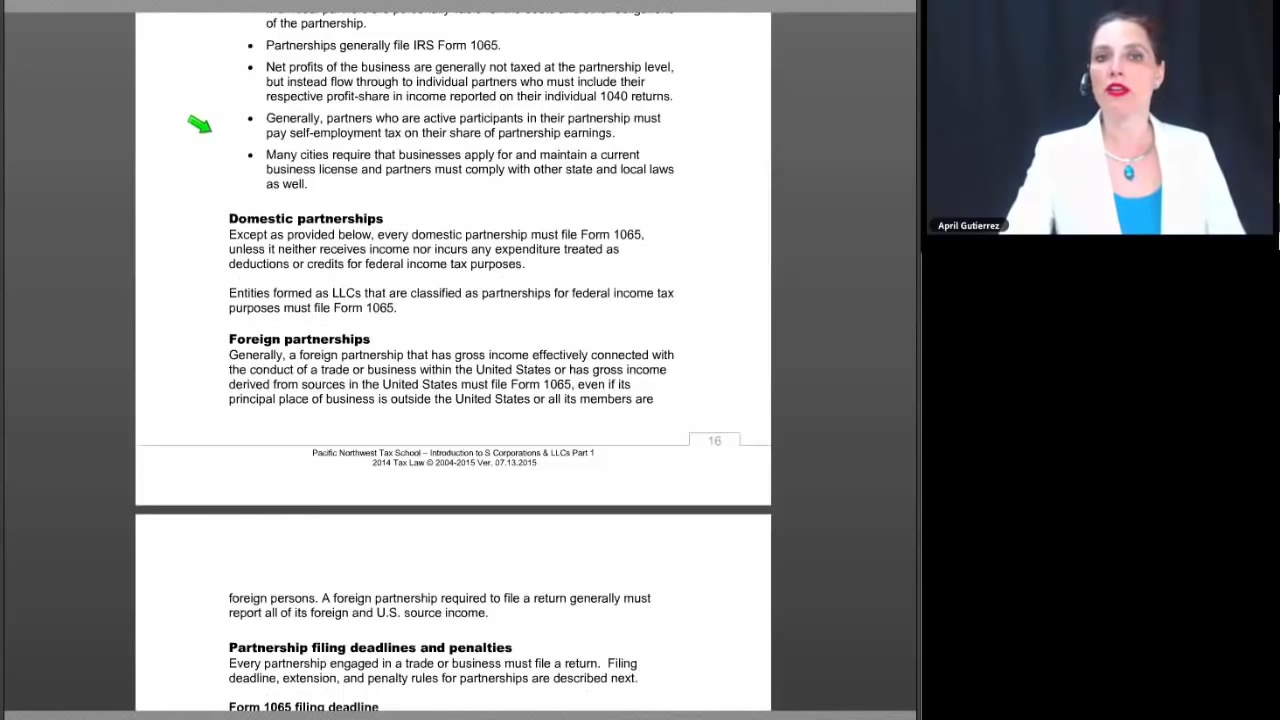 of the partnership.
• Partnerships generally file IRS Form 1065.
• Net profits of the business are generally not taxed at the partnership level,
but instead flow through to individual partners who must include their
respective profit-share in income reported on their individual 1040 returns.
• Generally, partners who are active participants in their partnership must
pay self-employment tax on their share of partnership earnings.
• Many cities require that businesses apply for and maintain a current
business license and partners must comply with other state and local laws
as well.
Domestic partnerships
Except as provided below, every domestic partnership must file Form 1065,
unless it neither receives income nor incurs any expenditure treated as
deductions or credits for federal income tax purposes.
Entities formed as LLCs that are classified as partnerships for federal income tax
purposes must file Form 1065.
Foreign partnerships
Generally, a foreign partnership that has gross income effectively connected with
the conduct of a trade or business within the United States or has gross income
derived from sources in the United States must file Form 1065, even if its
principal place of business is outside the United States or all its members are
16
Pacific Northwest Tax School – Introduction to S Corporations & LLCs Part 1
2014 Tax Law © 2004-2015 Ver. 07.13.2015
foreign persons. A foreign partnership required to file a return generally must
report all of its foreign and U.S. source income.
Partnership filing deadlines and penalties
Every partnership engaged in a trade or business must file a return. Filing
deadline, extension, and penalty rules for partnerships are described next.
Form 1065 filing deadline
April Gutierrez